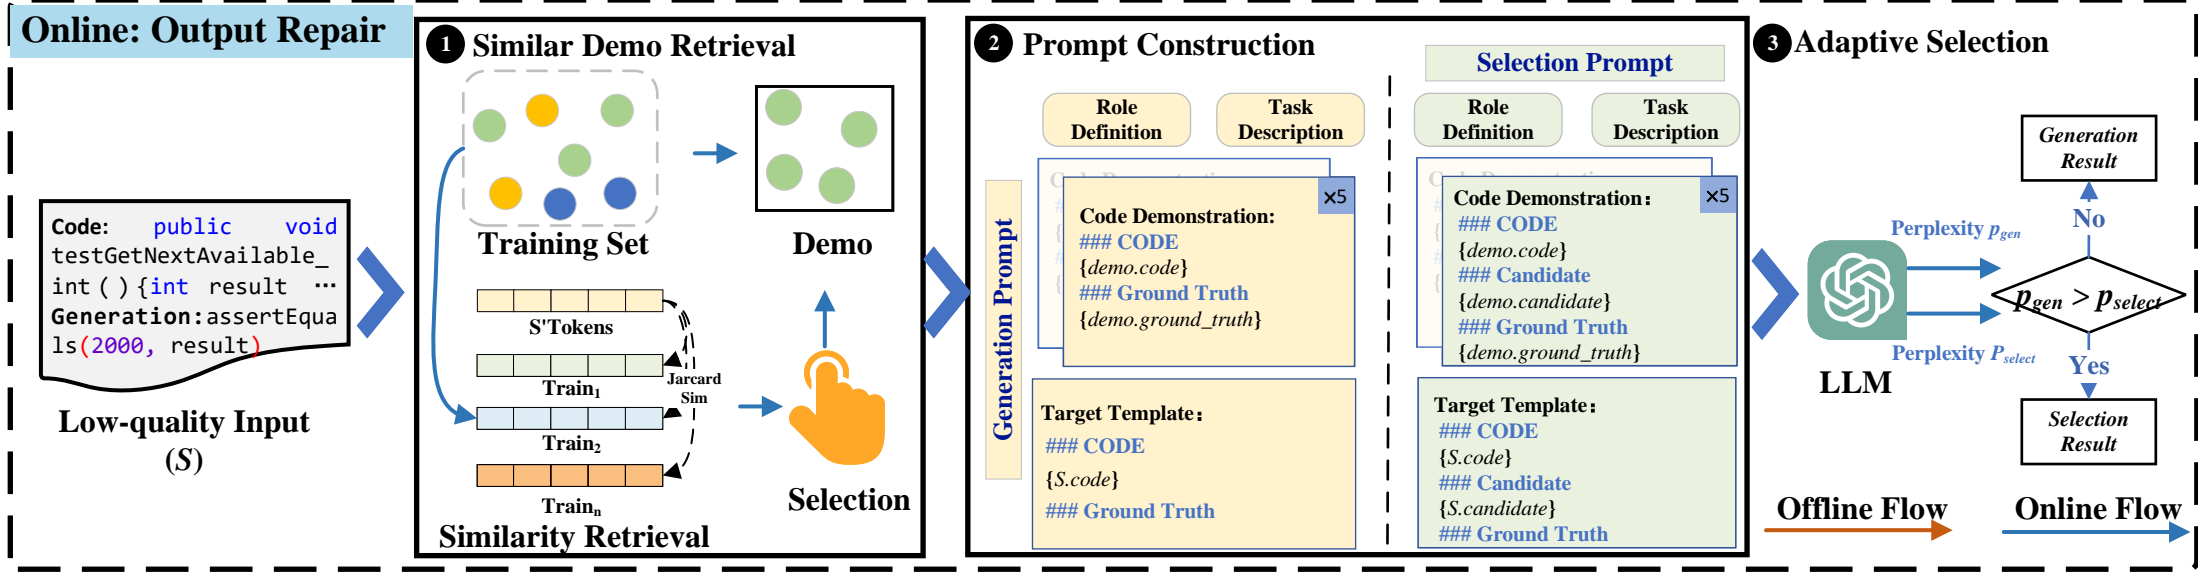 Online: Output Repair
Code: public void
testGetNextAvailable_
int(){int result ···
Generation:assertEqua
ls(2000, result)
Low-quality Input
(S)
1 Similar Demo Retrieval
Training Set
Demo
S'Tokens
Train1
Jarcard
Sim
Train2
Trainn
Similarity Retrieval
Selection
2 Prompt Construction
Generation Prompt
Role
Definition
Task
Description
×5
Code Demonstration:
### CODE
{demo.code}
### Ground Truth
{demo.ground_truth}
Target Template:
### CODE
{S.code}
### Ground Truth
Selection Prompt
Role
Definition
Task
Description
×5
Code Demonstration:
### CODE
{demo.code}
### Candidate
{demo.candidate}
### Ground Truth
{demo.ground_truth}
Target Template:
### CODE
{S.code}
### Candidate
{S.candidate}
### Ground Truth
3 Adaptive Selection
Generation
Result
No
Perplexity pgen
pgen > pselect
Perplexity Pselect
LLM
Yes
Selection
Result
Offline Flow
Online Flow